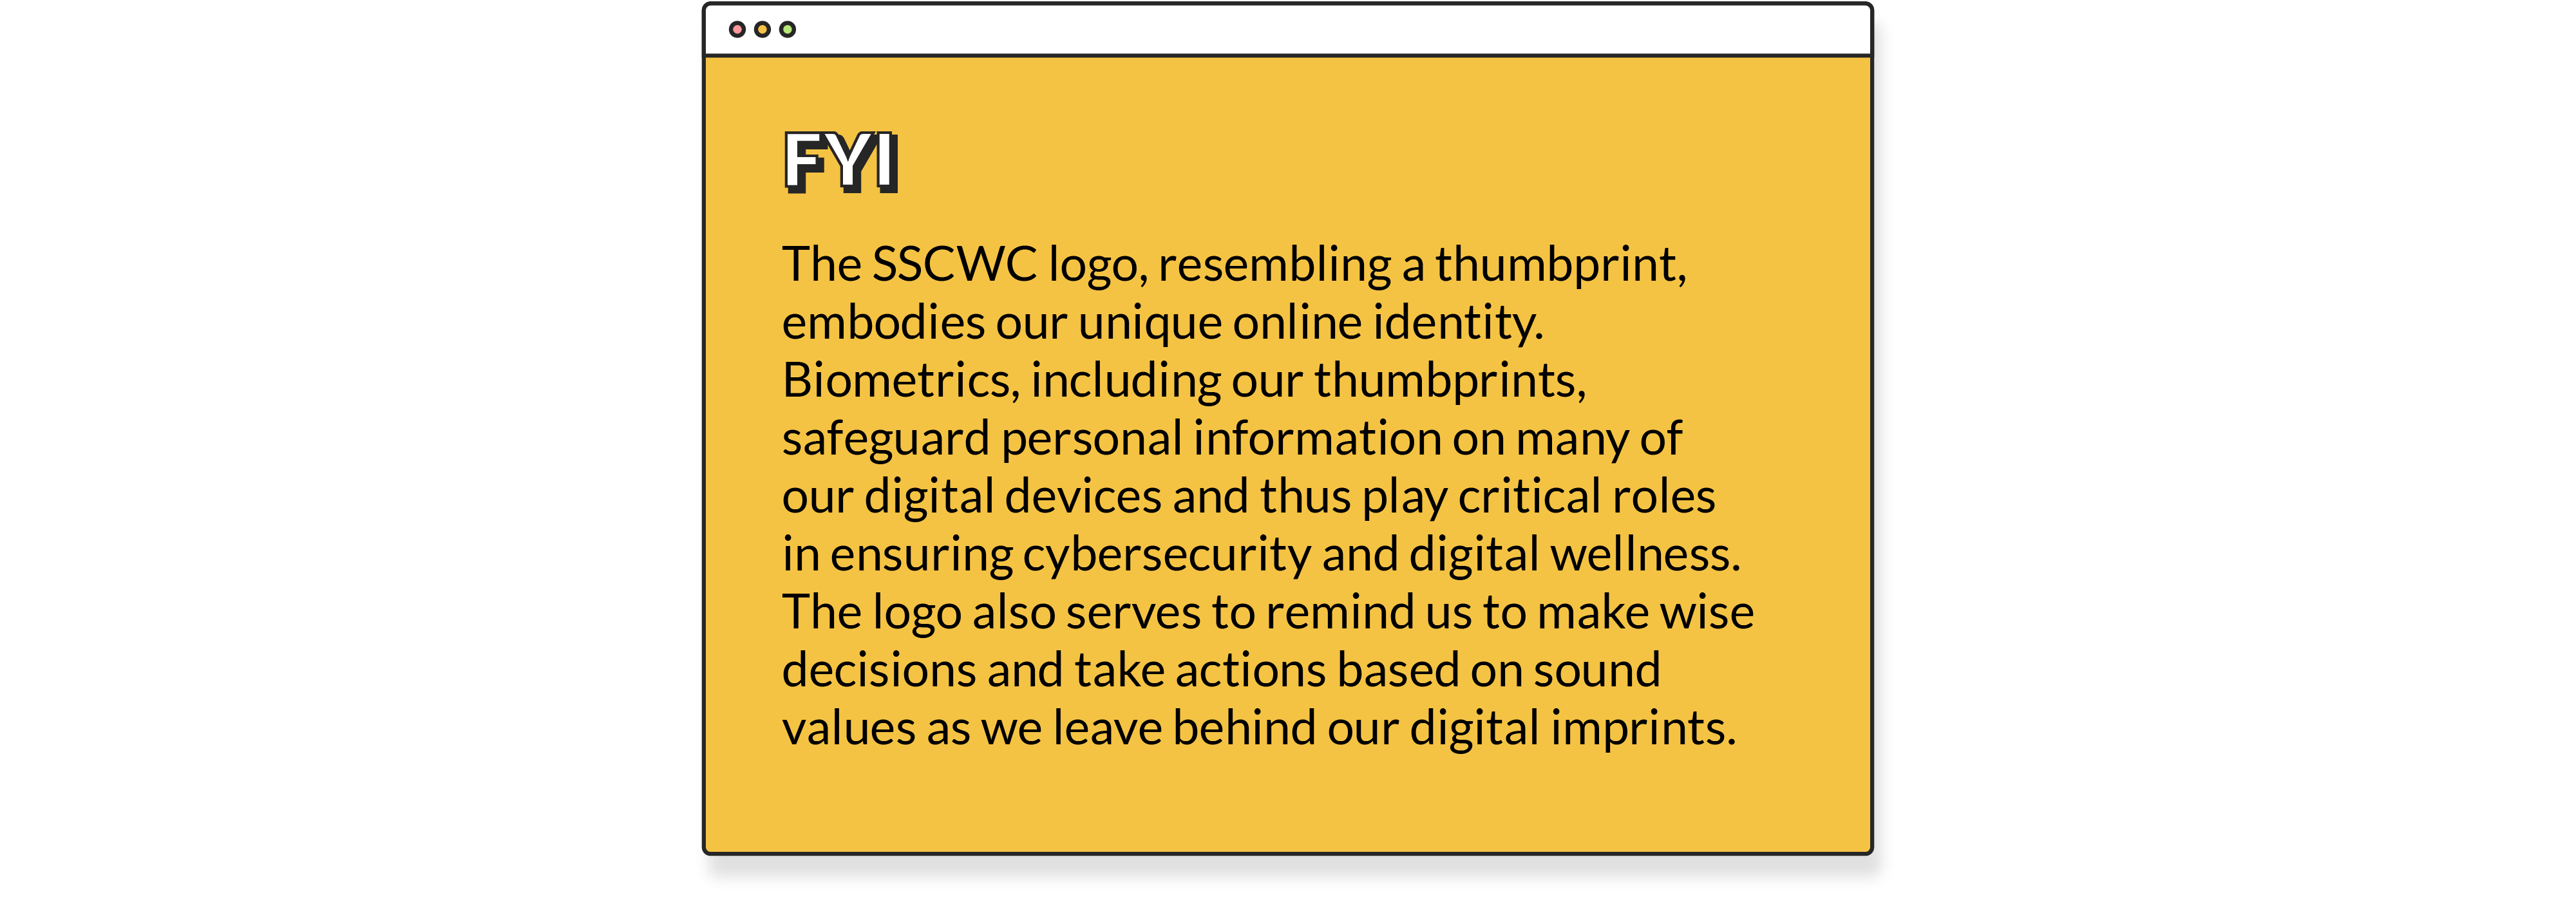 FYI
The SSCWC logo, resembling a thumbprint,
embodies our unique online identity.
Biometrics, including our thumbprints,
safeguard personal information on many of
our digital devices and thus play critical roles
in ensuring cybersecurity and digital wellness.
The logo also serves to remind us to make wise
decisions and take actions based on sound
values as we leave behind our digital imprints.